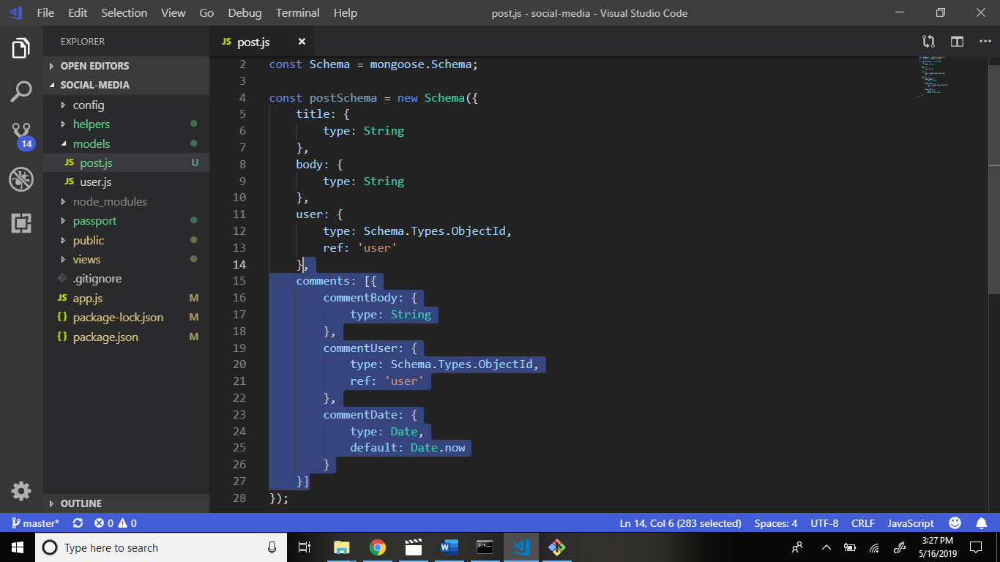 File Edit Selection View Go Debug Terminal Help
post.js - social-media - Visual Studio Code
EXPLORER
OPEN EDITORS
SOCIAL-MEDIA
config
helpers
models
JS post.js U
JS user.js
node_modules
passport
public
views
.gitignore
JS app.js M
{} package-lock.json M
{} package.json M
OUTLINE
14
JS post.js
2 const Schema = mongoose.Schema;
3
4 const postSchema = new Schema({
5 title: {
6 type: String
7 },
8 body: {
9 type: String
10 },
11 user: {
12 type: Schema.Types.ObjectId,
13 ref: 'user'
14 },
15 comments: [{
16 commentBody: {
17 type: String
18 },
19 commentUser: {
20 type: Schema.Types.ObjectId,
21 ref: 'user'
22 },
23 commentDate: {
24 type: Date,
25 default: Date.now
26 }
27 }]
28 });
master* 0 0 Ln 14, Col 6 (283 selected) Spaces: 4 UTF-8 CRLF JavaScript
Type here to search
3:27 PM
5/16/2019